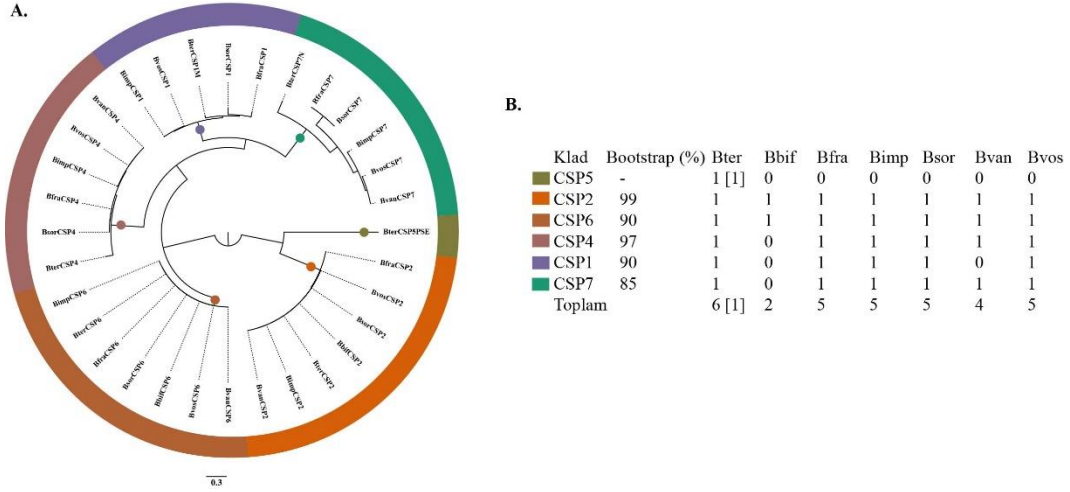 A.
BimpCSP1
BvosCSP1
BterCSP1M
BsorCSP1
BfraCSP1
BterCSP7N
BfraCSP7
BsorCSP7
BimpCSP7
BvosCSP7
BvanCSP7
BterCSP5PSE
BfraCSP2
BvosCSP2
BsorCSP2
BbifCSP2
BterCSP2
BimpCSP2
BvanCSP2
BvanCSP6
BvosCSP6
BbifCSP6
BsorCSP6
BfraCSP6
BterCSP6
BimpCSP6
BterCSP4
BsorCSP4
BfraCSP4
BimpCSP4
BvosCSP4
BvanCSP4
0.3
B.
Klad Bootstrap (%) Bter Bbif Bfra Bimp Bsor Bvan Bvos
CSP5 - 1 [1] 0 0 0 0 0 0
CSP2 99 1 1 1 1 1 1 1
CSP6 90 1 1 1 1 1 1 1
CSP4 97 1 0 1 1 1 1 1
CSP1 90 1 0 1 1 1 0 1
CSP7 85 1 0 1 1 1 1 1
Toplam 6 [1] 2 5 5 5 4 5